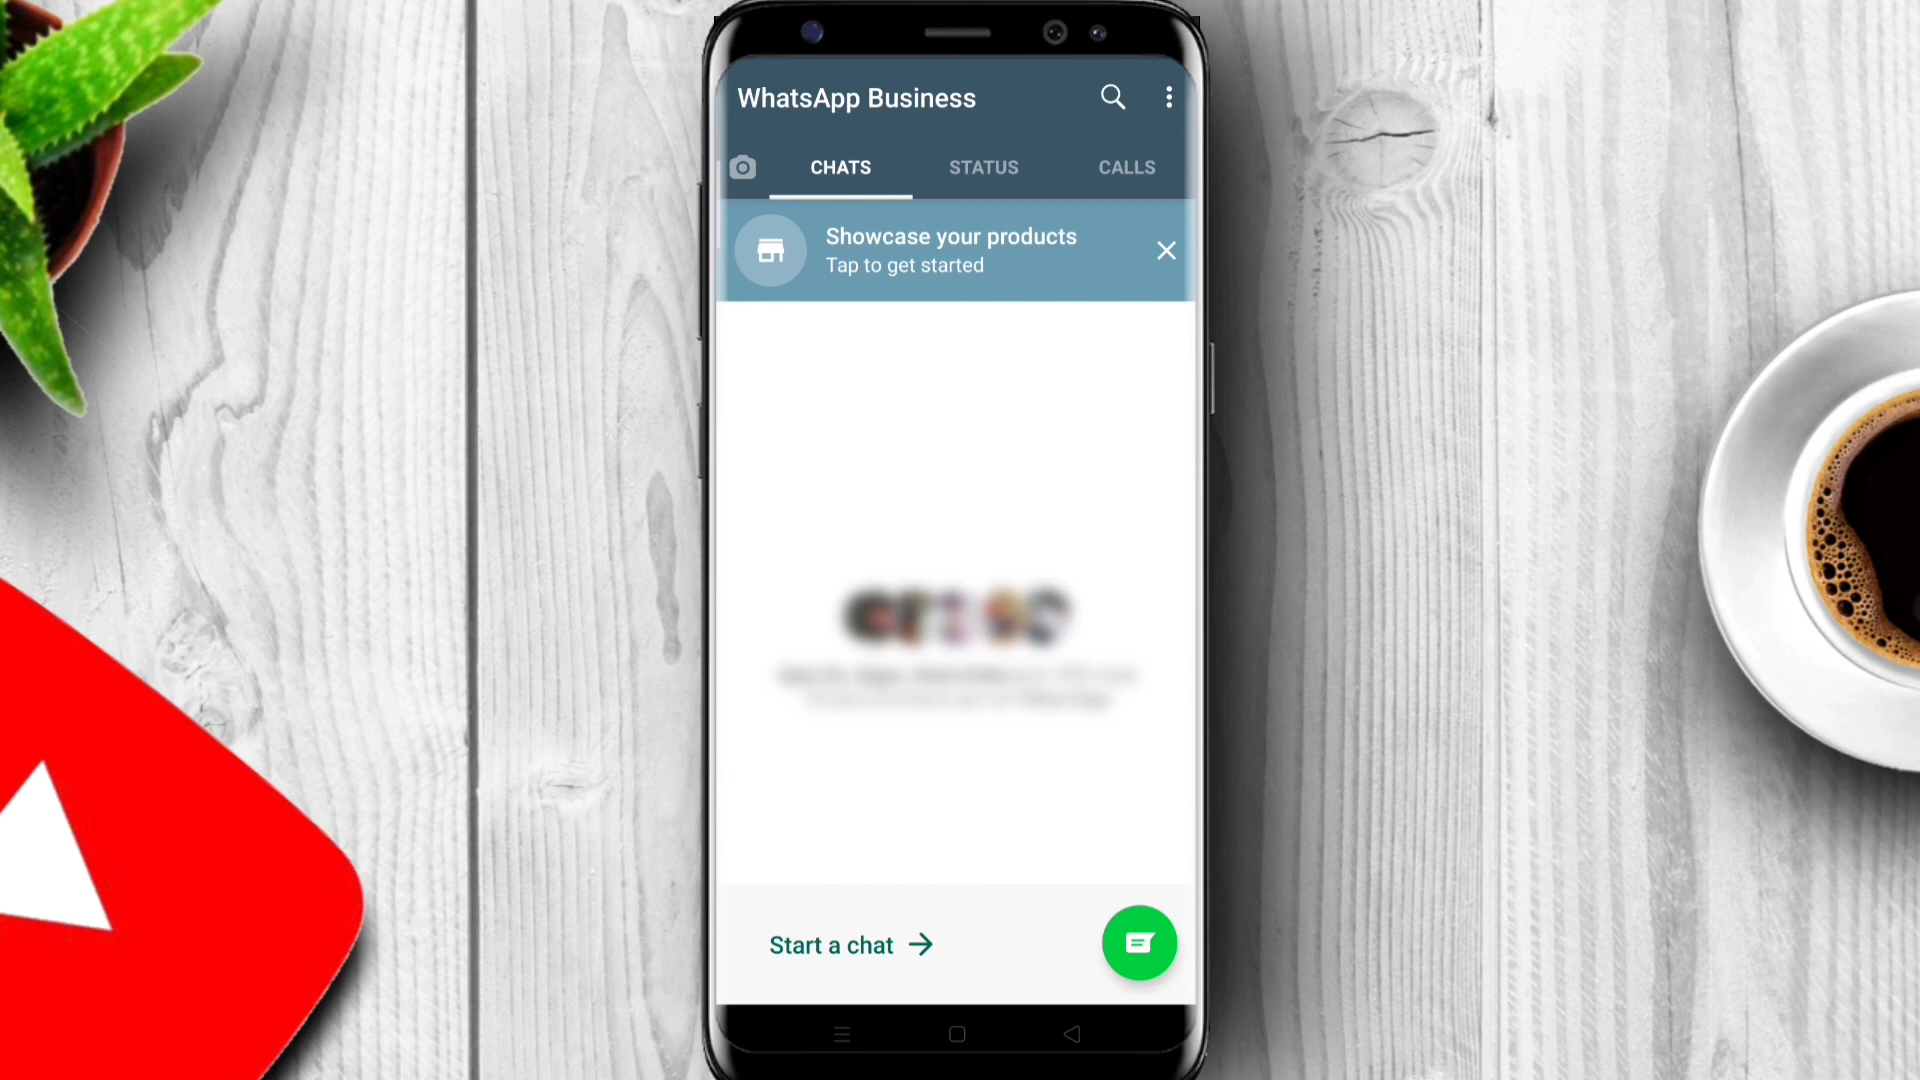 WhatsApp Business
CHATS STATUS CALLS
Showcase your products
Tap to get started
Start a chat